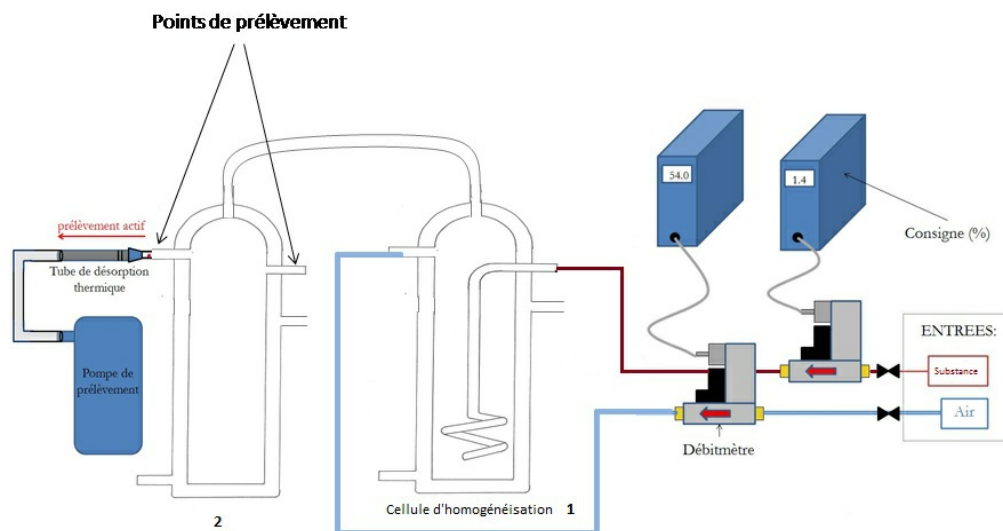 Points de prélèvement
54.0
1.4
prélèvement actif
Consigne (%)
Tube de désorption
thermique
ENTREES:
Substance
Pompe de
prélèvement
Air
Débitmètre
Cellule d'homogénéisation 1
2